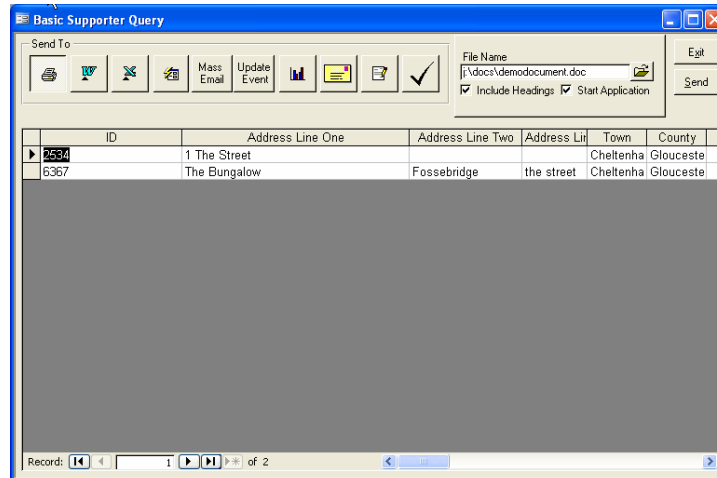 Basic Supporter Query
Send To
Mass Email
Update Event
File Name
j:\docs\demodocument.doc
Include Headings
Start Application
Exit
Send
ID Address Line One Address Line Two Address Lir Town County
2534 1 The Street Cheltenha Glouceste
6367 The Bungalow Fossebridge the street Cheltenha Glouceste
Record: 1 of 2